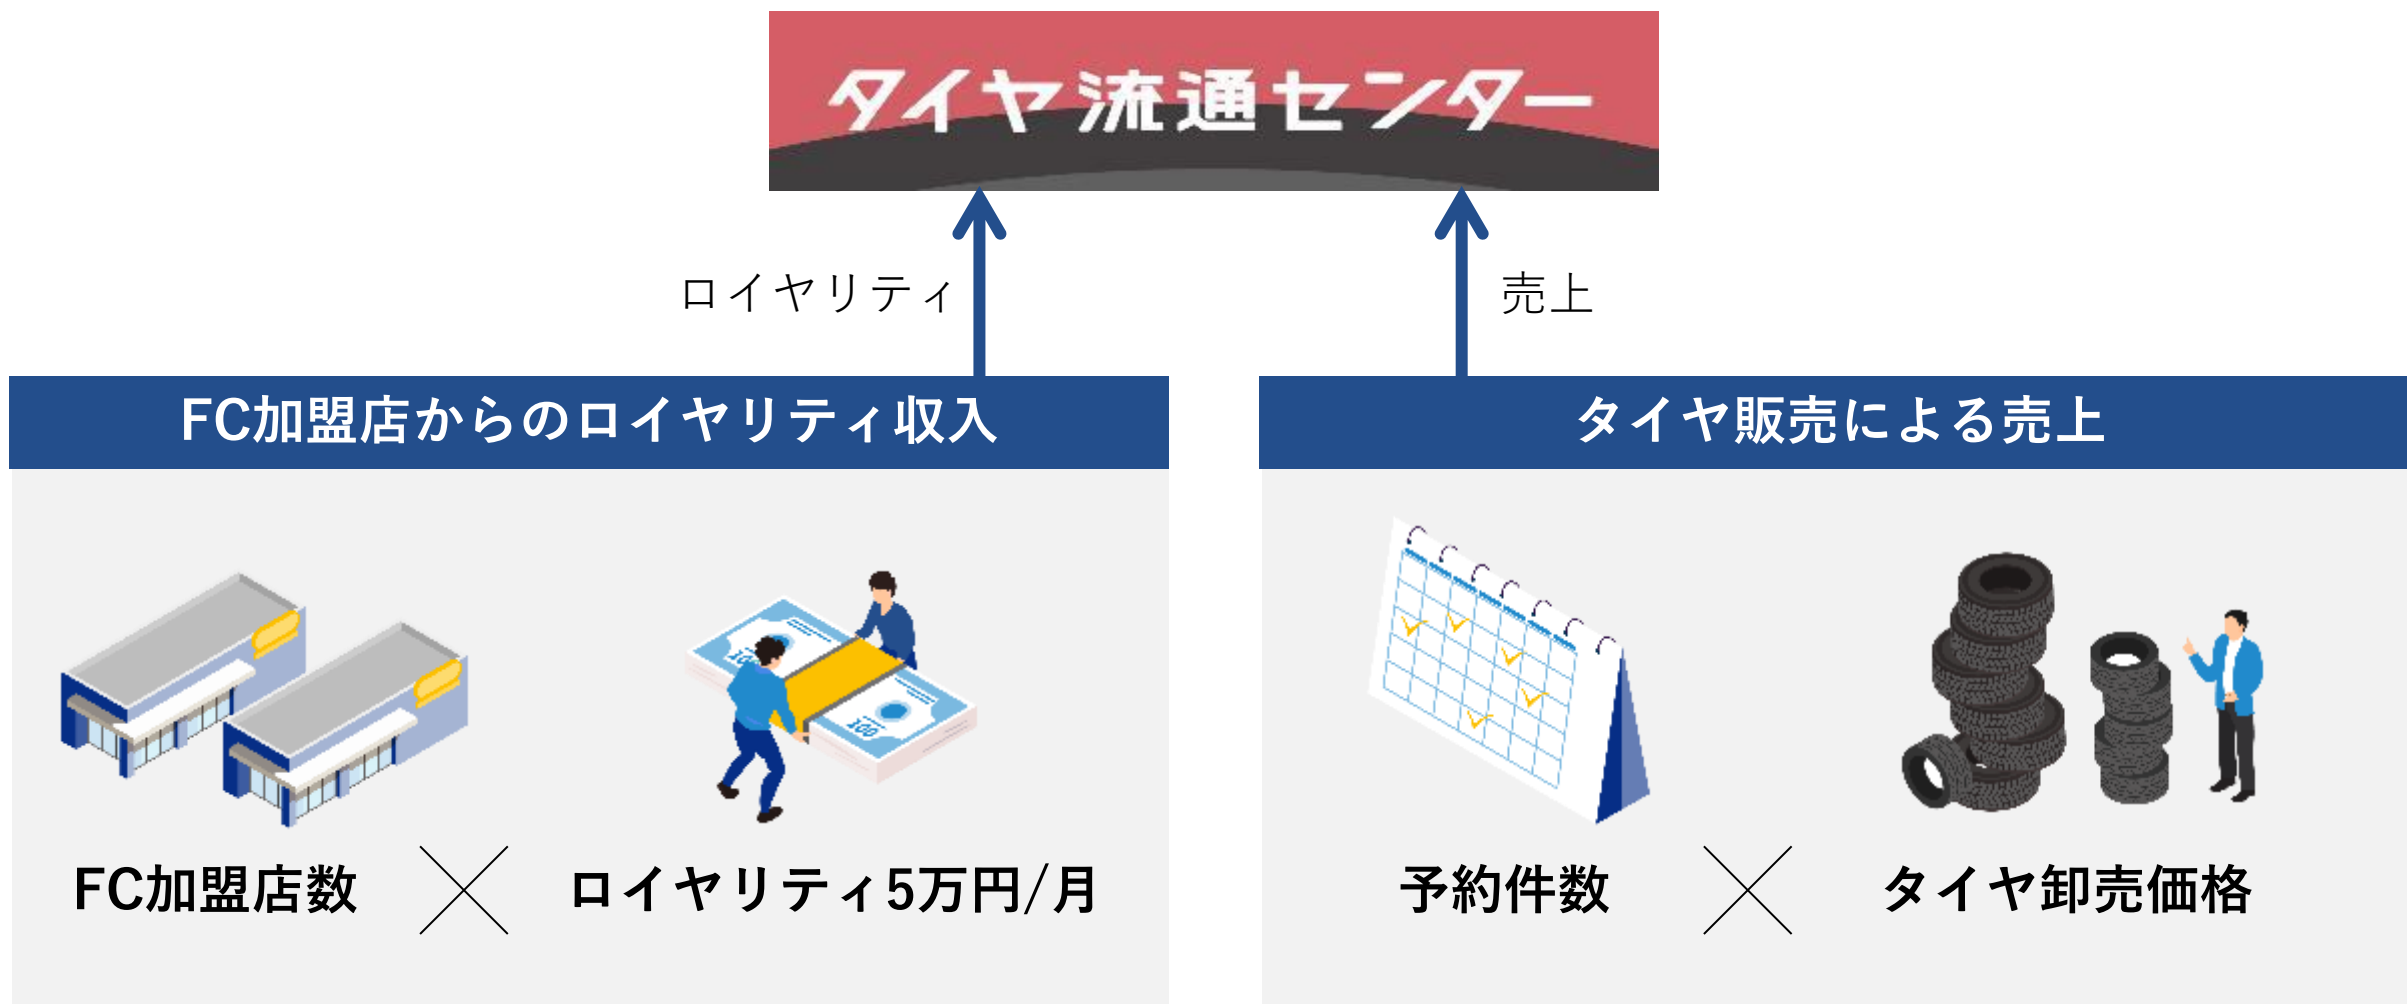 タイヤ流通センター
ロイヤリティ
売上
FC加盟店からのロイヤリティ収入
タイヤ販売による売上
100
100
FC加盟店数
ロイヤリティ5万円/月
予約件数
タイヤ卸売価格